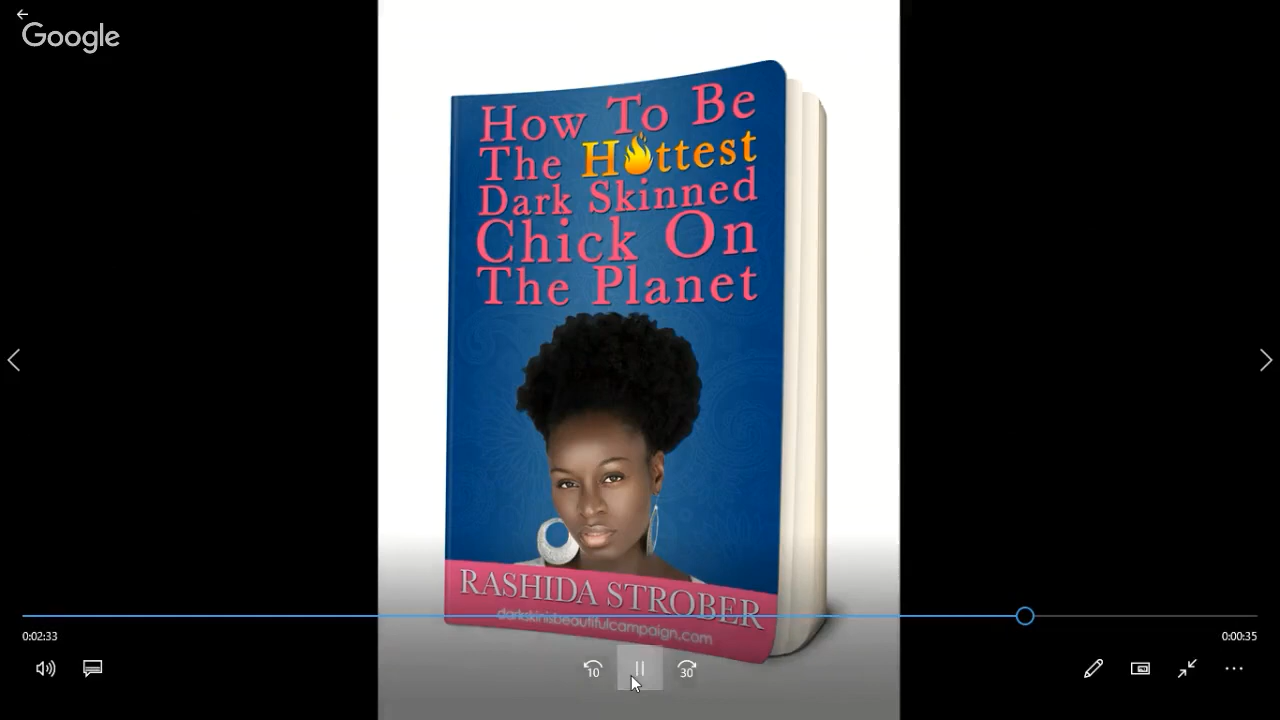 Google
How To Be
The Hottest
Dark Skinned
Chick On
The Planet
RASHIDA STROBER
darkskinisbeautifulcampaign.com
0:02:33
0:00:35
10
30